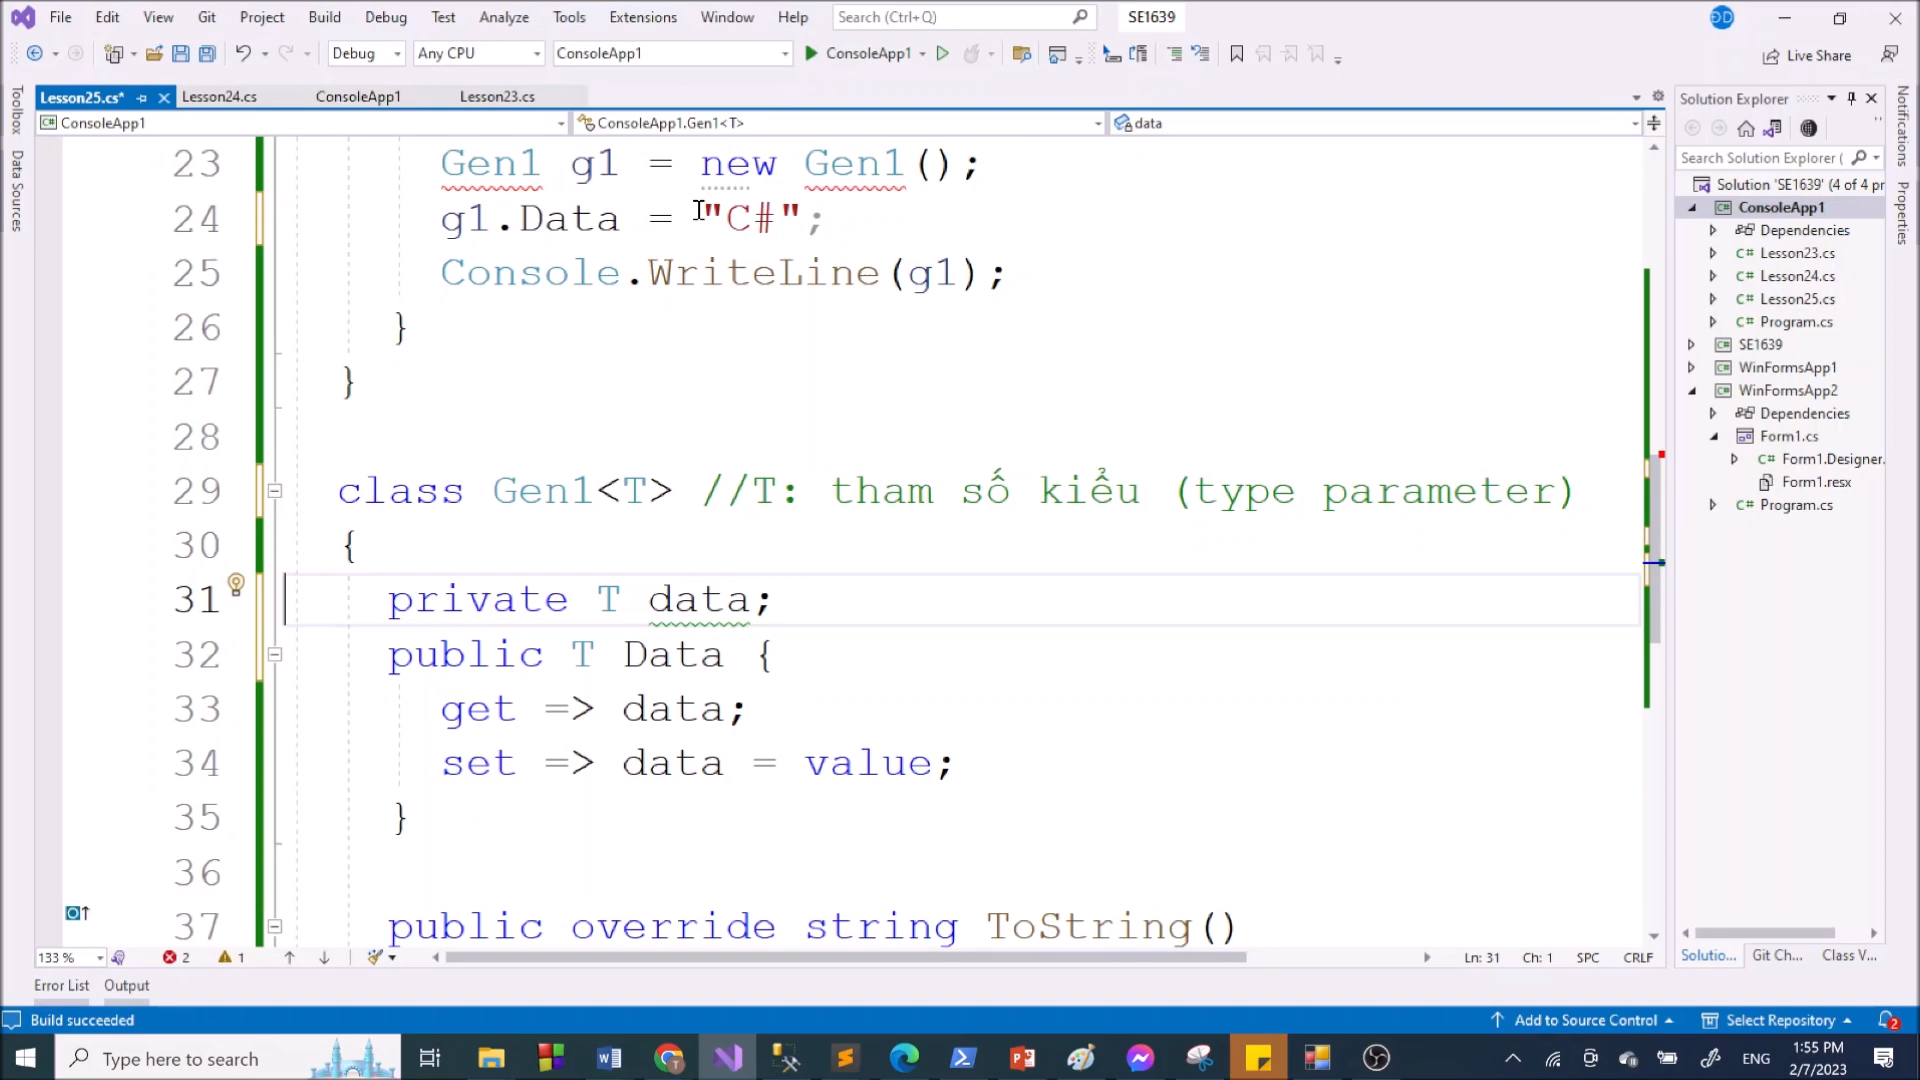 File Edit View Git Project Build Debug Test Analyze Tools Extensions Window Help Search (Ctrl+Q) SE1639 ĐD
Debug Any CPU ConsoleApp1 ConsoleApp1 Live Share
Lesson25.cs* Lesson24.cs ConsoleApp1 Lesson23.cs
ConsoleApp1 ConsoleApp1.Gen1<T> data
Toolbox
Data Sources
23 Gen1 g1 = new Gen1();
24 g1.Data = "C#";
25 Console.WriteLine(g1);
26 }
27 }
28
29 class Gen1<T> //T: tham số kiểu (type parameter)
30 {
31 private T data;
32 public T Data {
33 get => data;
34 set => data = value;
35 }
36
37 public override string ToString()
133 % 2 1 Ln: 31 Ch: 1 SPC CRLF
Error List Output
Solution Explorer
Search Solution Explorer (
Solution 'SE1639' (4 of 4 pr
C# ConsoleApp1
Dependencies
C# Lesson23.cs
C# Lesson24.cs
C# Lesson25.cs
C# Program.cs
C# SE1639
C# WinFormsApp1
C# WinFormsApp2
Dependencies
Form1.cs
Form1.Designer.
Form1.resx
C# Program.cs
Solutio... Git Ch... Class V...
Notifications
Properties
Build succeeded Add to Source Control Select Repository 2
Type here to search ENG 1:55 PM
2/7/2023